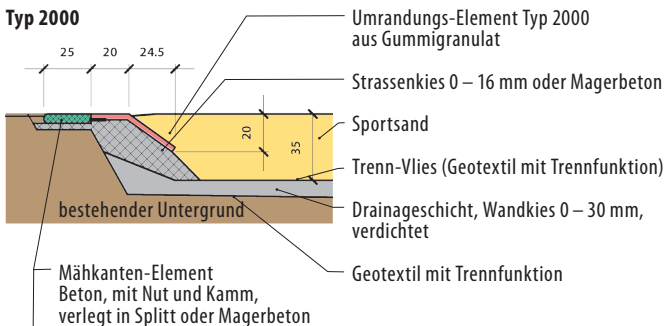 Typ 2000
25 20 24.5
20
35
Umrandungs-Element Typ 2000
aus Gummigranulat
Strassenkies 0 – 16 mm oder Magerbeton
Sportsand
Trenn-Vlies (Geotextil mit Trennfunktion)
bestehender Untergrund
Drainageschicht, Wandkies 0 – 30 mm,
verdichtet
Geotextil mit Trennfunktion
Mähkanten-Element
Beton, mit Nut und Kamm,
verlegt in Splitt oder Magerbeton